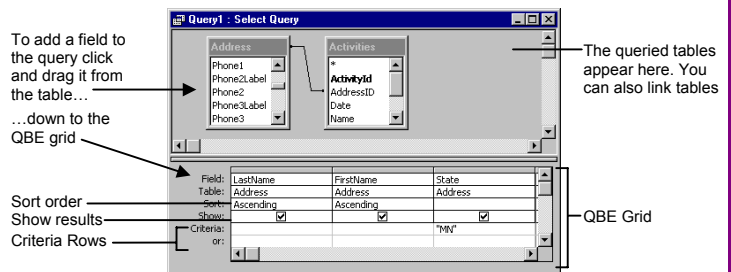 Query1 : Select Query
To add a field to
the query click
and drag it from
the table…
…down to the
QBE grid
Address
Phone1
Phone2Label
Phone2
Phone3Label
Phone3
Activities
*
ActivityId
AddressID
Date
Name
The queried tables
appear here. You
can also link tables
Field: LastName FirstName State
Table: Address Address Address
Sort: Ascending Ascending
Show:
Criteria: "MN"
or:
Sort order
Show results
Criteria Rows
QBE Grid